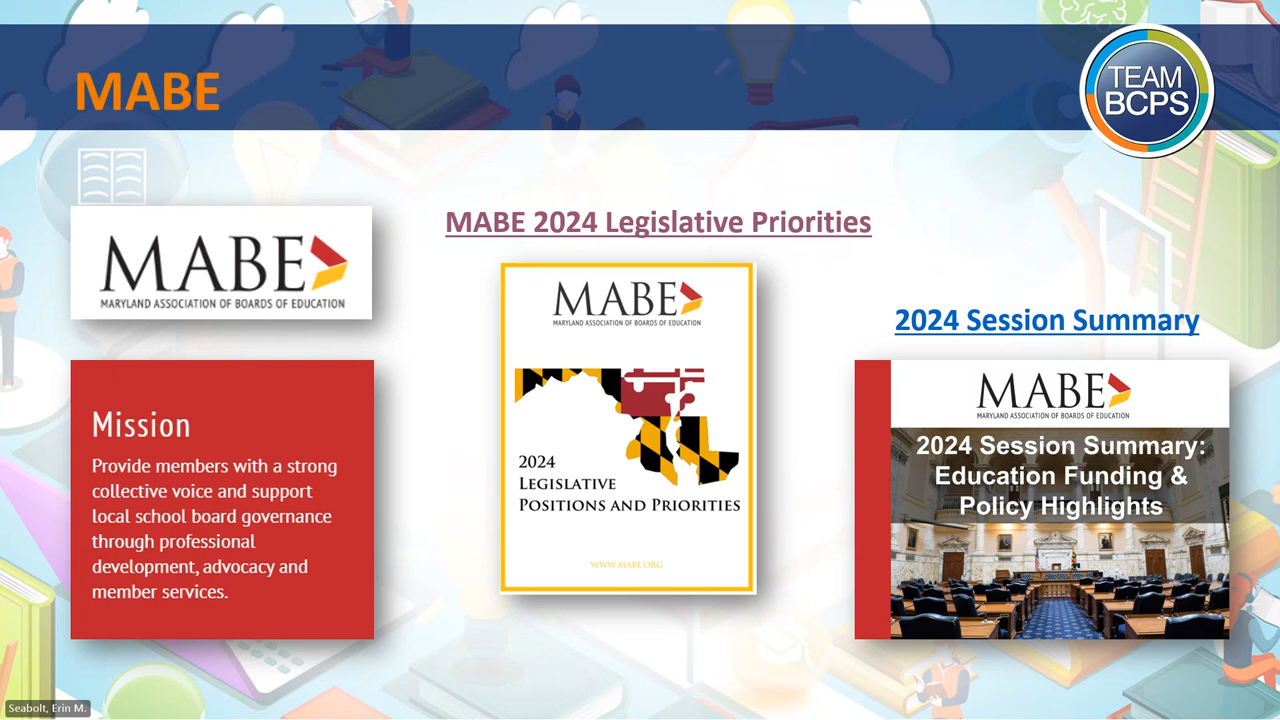 MABE
TEAM
BCPS
MABE
MARYLAND ASSOCIATION OF BOARDS OF EDUCATION
Mission
Provide members with a strong
collective voice and support
local school board governance
through professional
development, advocacy and
member services.
MABE 2024 Legislative Priorities
MABE
MARYLAND ASSOCIATION OF BOARDS OF EDUCATION
2024
LEGISLATIVE
POSITIONS AND PRIORITIES
WWW.MABE.ORG
2024 Session Summary
MABE
MARYLAND ASSOCIATION OF BOARDS OF EDUCATION
2024 Session Summary:
Education Funding &
Policy Highlights
Seabolt, Erin M.